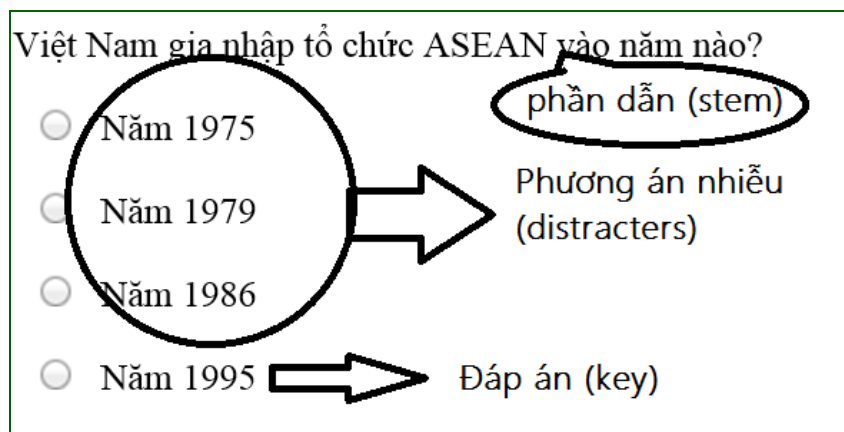 Việt Nam gia nhập tổ chức ASEAN vào năm nào?
phần dẫn (stem)
Năm 1975
Phương án nhiễu
(distracters)
Năm 1979
Năm 1986
Năm 1995
Đáp án (key)